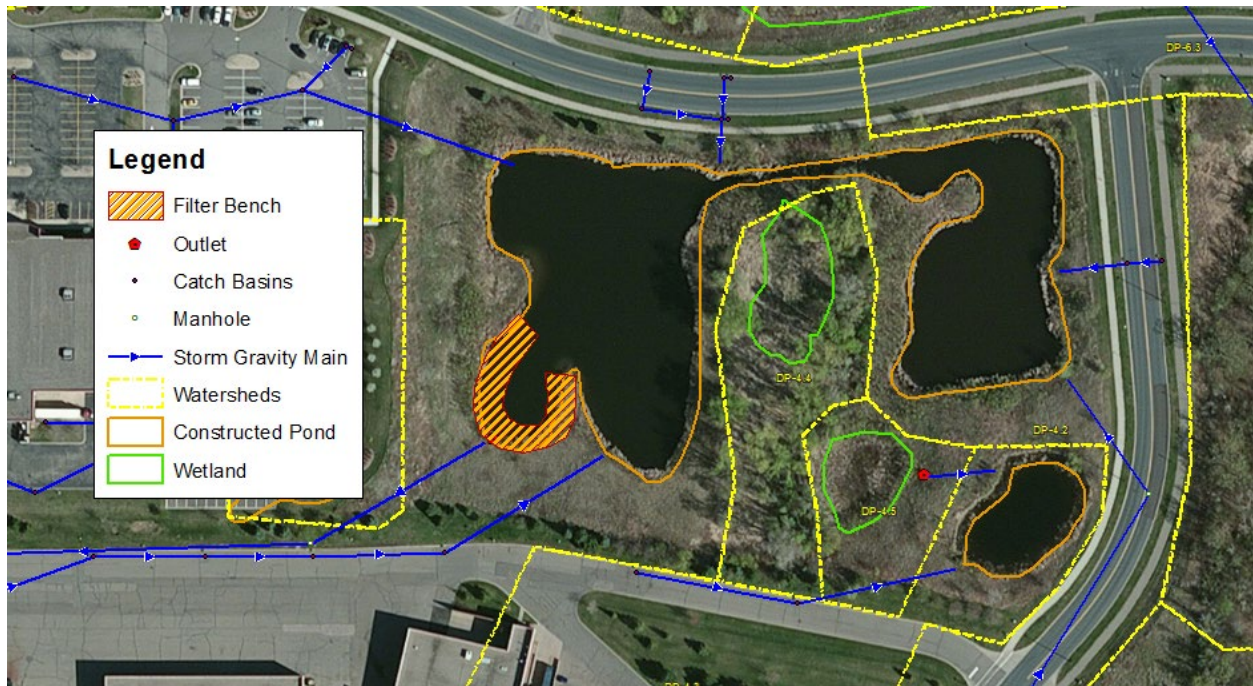 DP-6.3
Legend
Filter Bench
Outlet
Catch Basins
Manhole
Storm Gravity Main
Watersheds
Constructed Pond
Wetland
DP-4.4
DP-4.2
DP-4.5